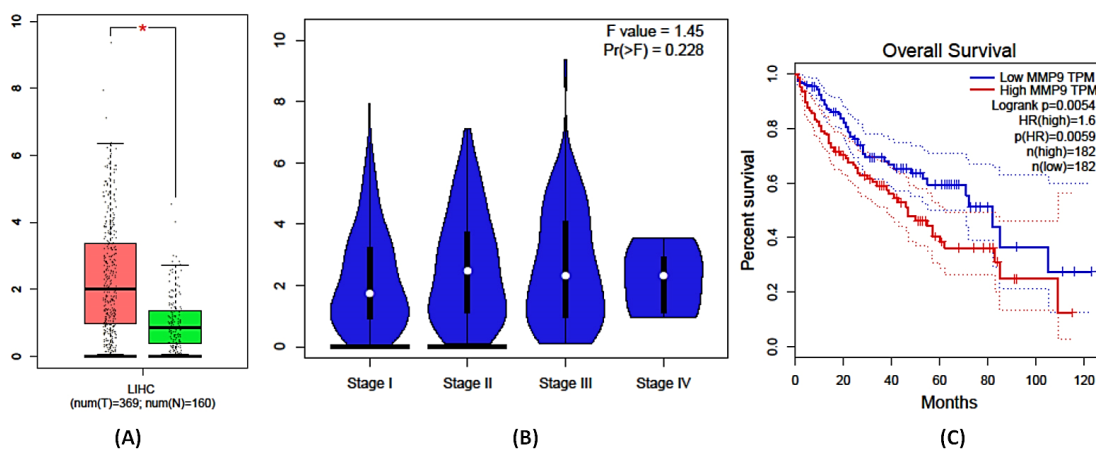 10
8
6
4
2
0
*
LIHC
(num(T)=369; num(N)=160)
(A)
F value = 1.45
Pr(>F) = 0.228
10
8
6
4
2
0
Stage I
Stage II
Stage III
Stage IV
(B)
Overall Survival
Low MMP9 TPM
High MMP9 TPM
Logrank p=0.0054
HR(high)=1.6
p(HR)=0.0059
n(high)=182
n(low)=182
Percent survival
1.0
0.8
0.6
0.4
0.2
0.0
0
20
40
60
80
100
120
Months
(C)